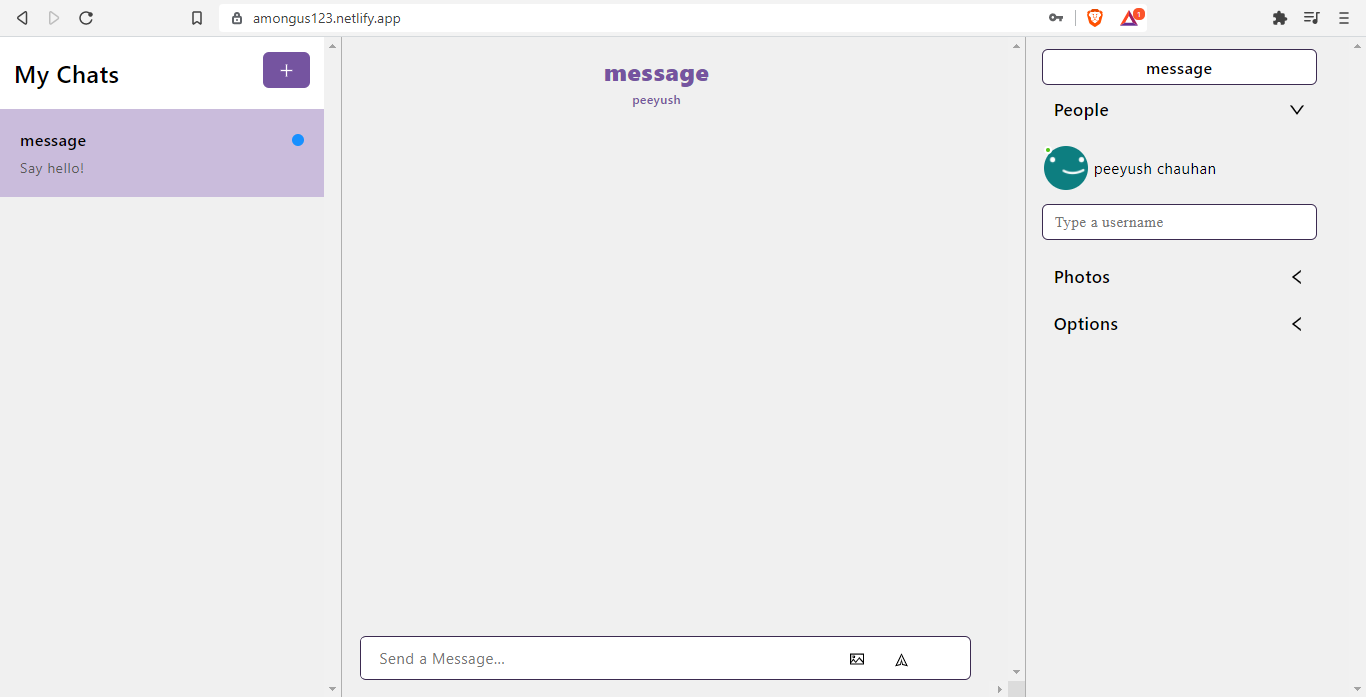 amongus123.netlify.app
1
My Chats
+
message
Say hello!
message
peeyush
Send a Message...
message
People
peeyush chauhan
Type a username
Photos
Options